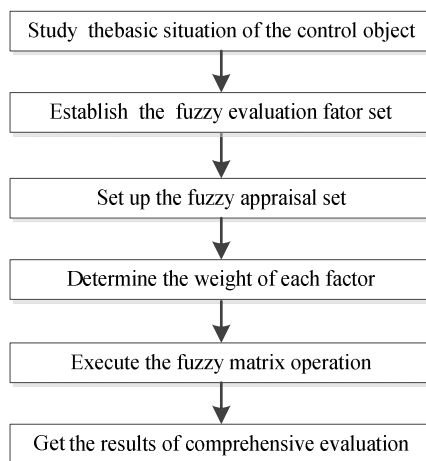 Study thebasic situation of the control object
Establish the fuzzy evaluation fator set
Set up the fuzzy appraisal set
Determine the weight of each factor
Execute the fuzzy matrix operation
Get the results of comprehensive evaluation